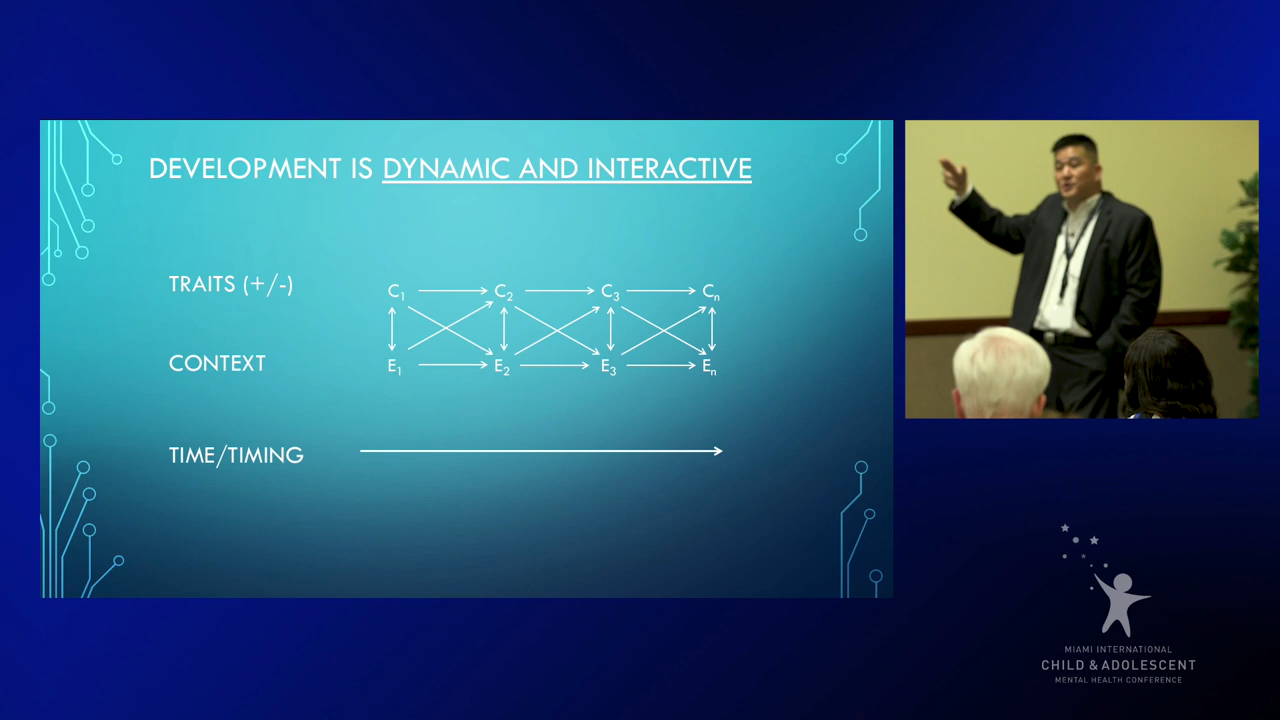 DEVELOPMENT IS DYNAMIC AND INTERACTIVE
TRAITS (+/-)
C₁ C₂ C₃ Cₙ
CONTEXT
E₁ E₂ E₃ Eₙ
TIME/TIMING
MIAMI INTERNATIONAL
CHILD & ADOLESCENT
MENTAL HEALTH CONFERENCE